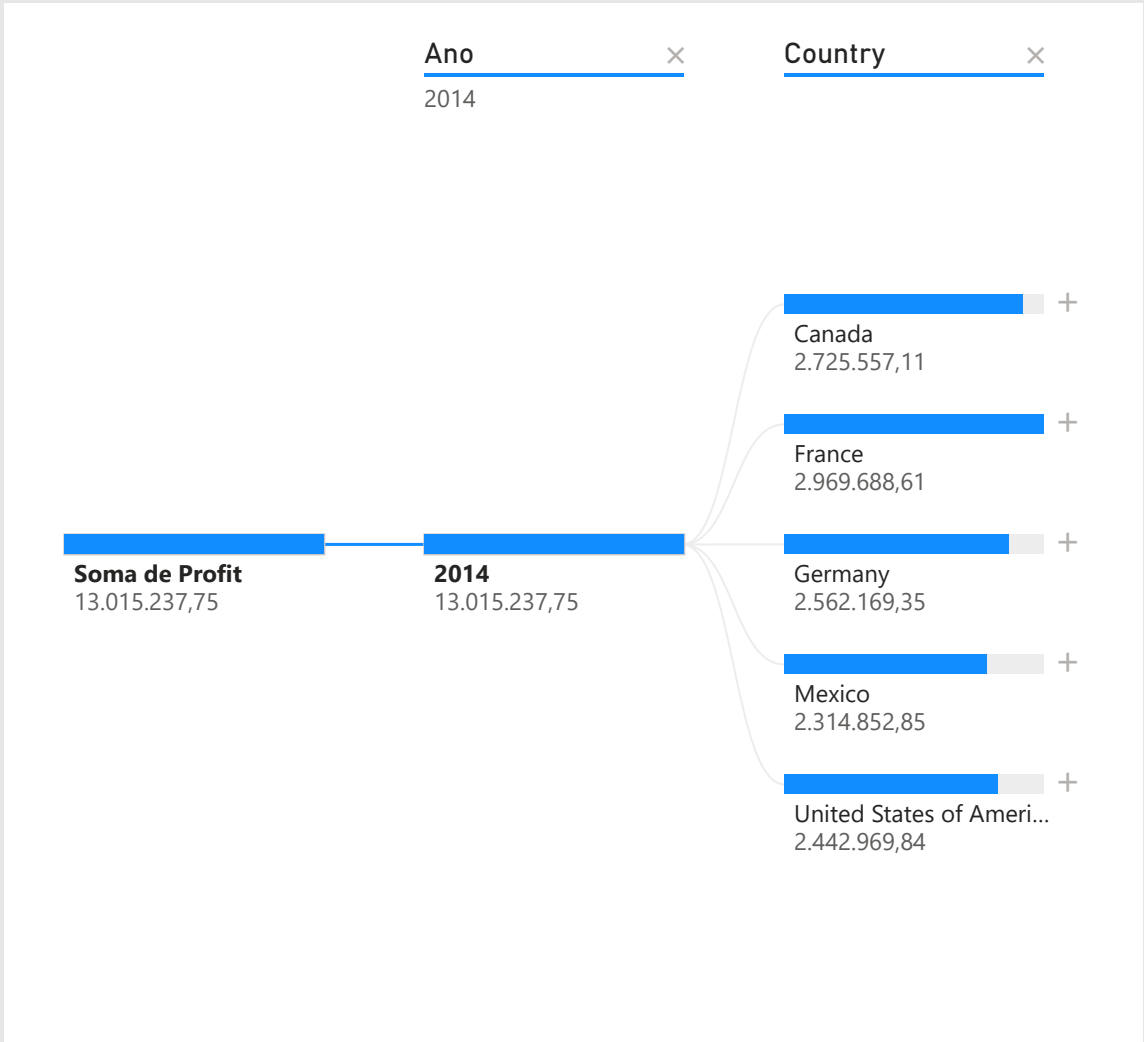 Ano
Country
2014
Canada
2.725.557,11
France
2.969.688,61
Soma de Profit
13.015.237,75
2014
13.015.237,75
Germany
2.562.169,35
Mexico
2.314.852,85
United States of Ameri...
2.442.969,84